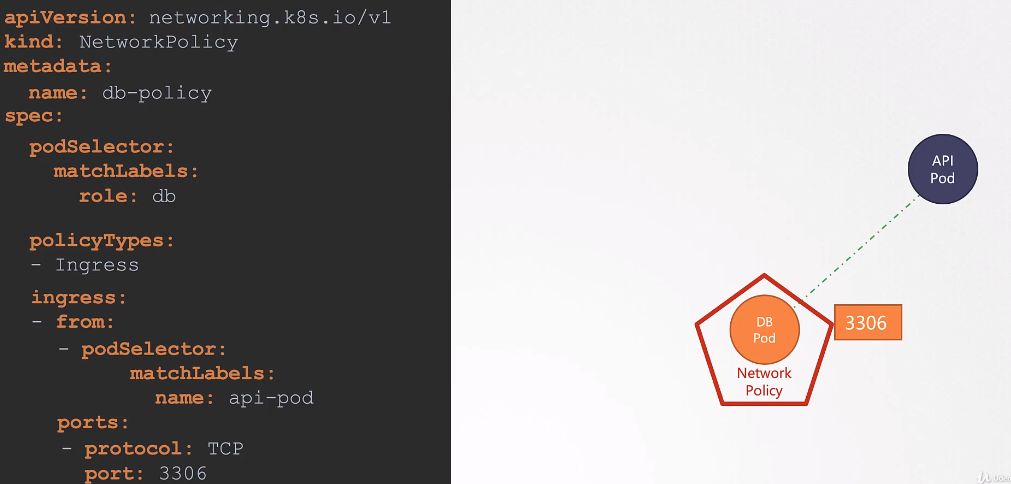 apiVersion: networking.k8s.io/v1
kind: NetworkPolicy
metadata:
name: db-policy
spec:
podSelector:
matchLabels:
role: db
policyTypes:
- Ingress
ingress:
- from:
- podSelector:
matchLabels:
name: api-pod
ports:
- protocol: TCP
port: 3306
API
Pod
DB
Pod
3306
Network
Policy